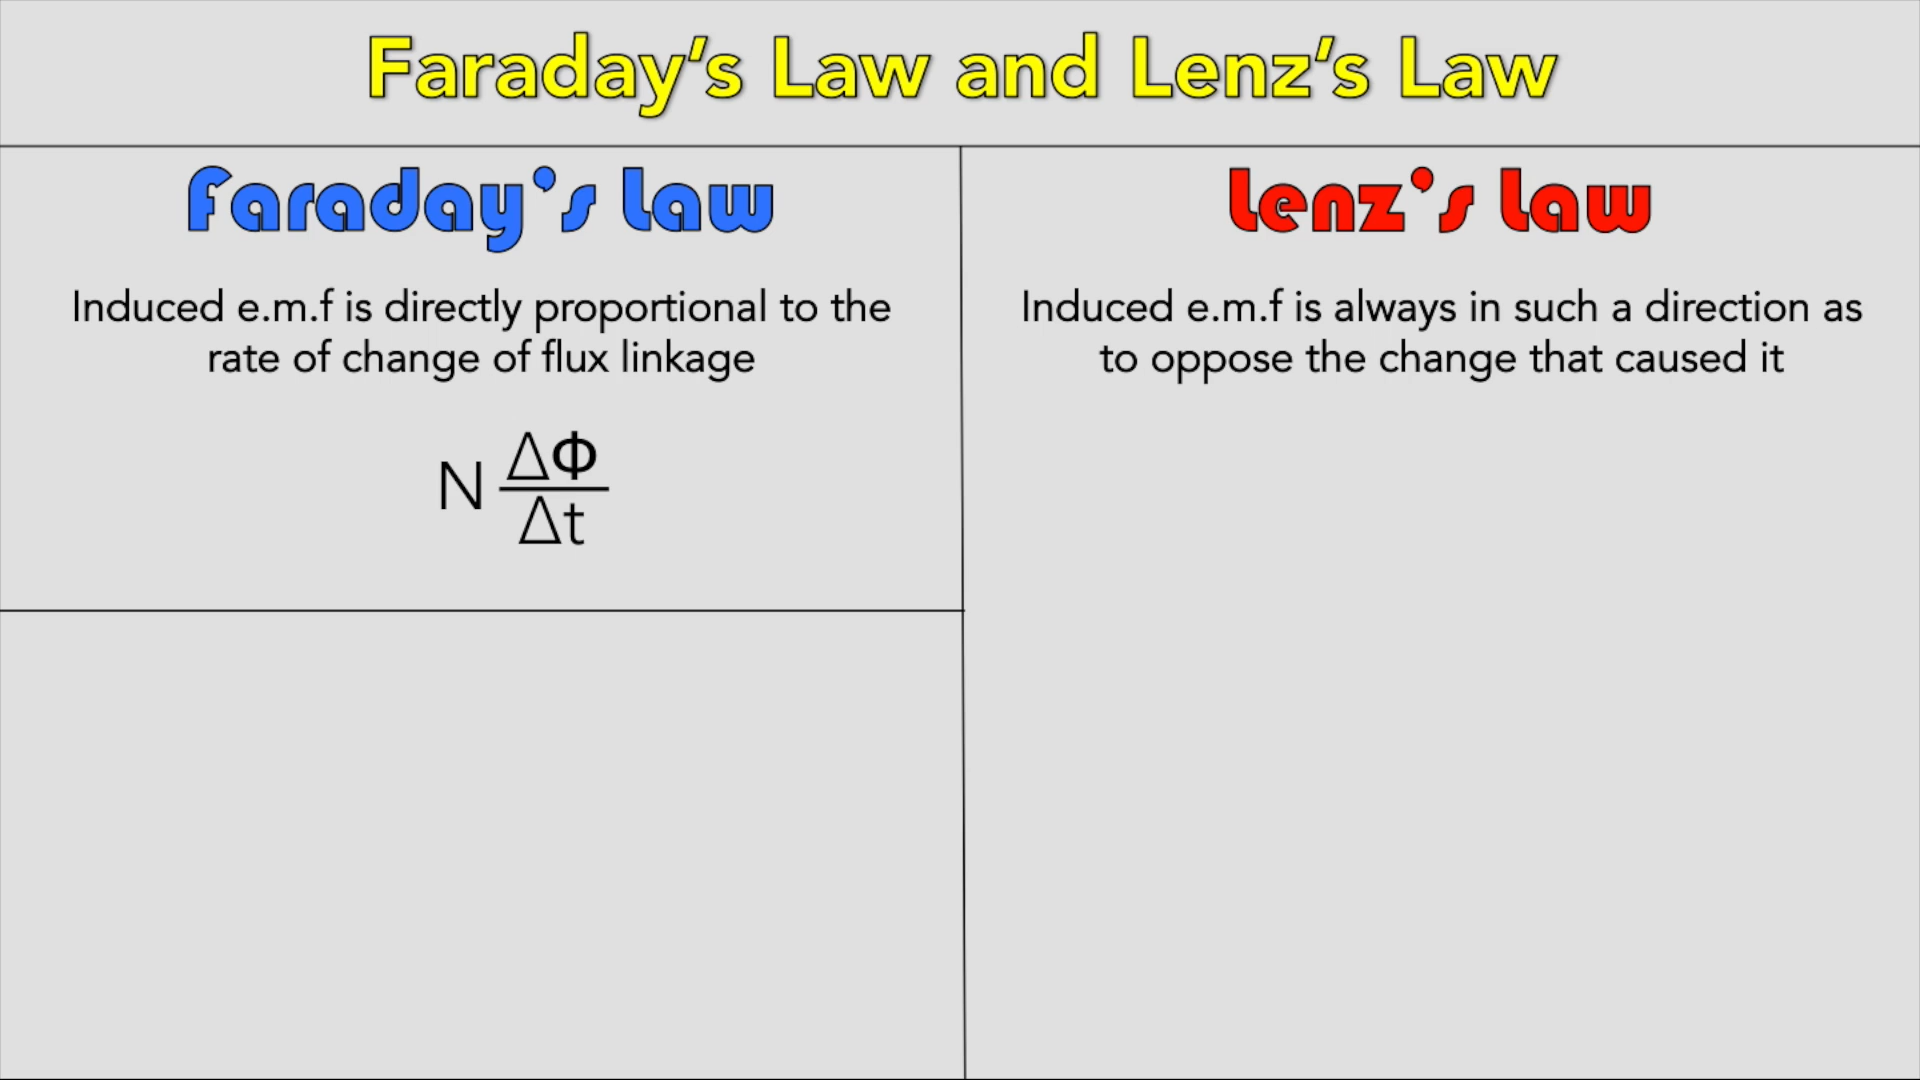 Faraday’s Law and Lenz’s Law
Faraday’s Law
Induced e.m.f is directly proportional to the
rate of change of flux linkage
N ΔΦ
Δt
Lenz’s Law
Induced e.m.f is always in such a direction as
to oppose the change that caused it